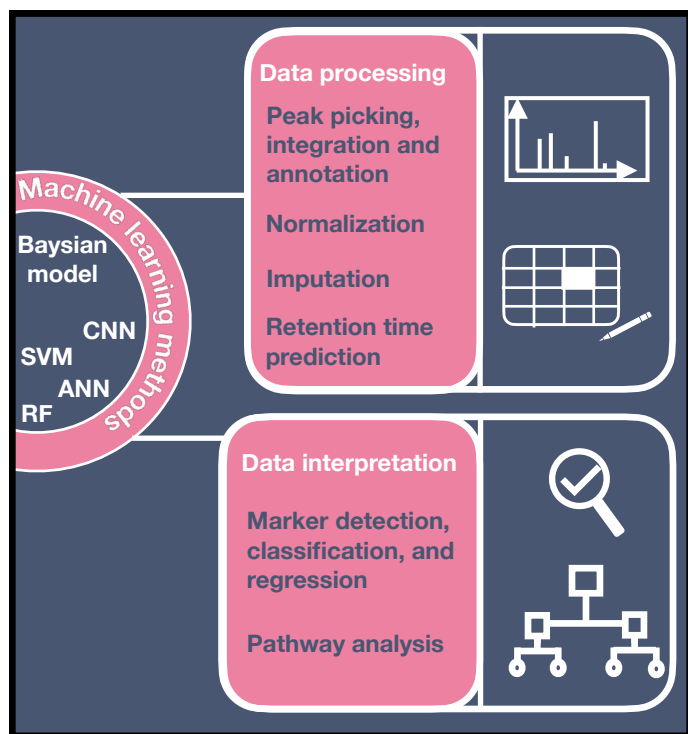 Machine learning methods
Baysian
model
CNN
SVM
ANN
RF
Data processing
Peak picking,
integration and
annotation
Normalization
Imputation
Retention time
prediction
Data interpretation
Marker detection,
classification, and
regression
Pathway analysis